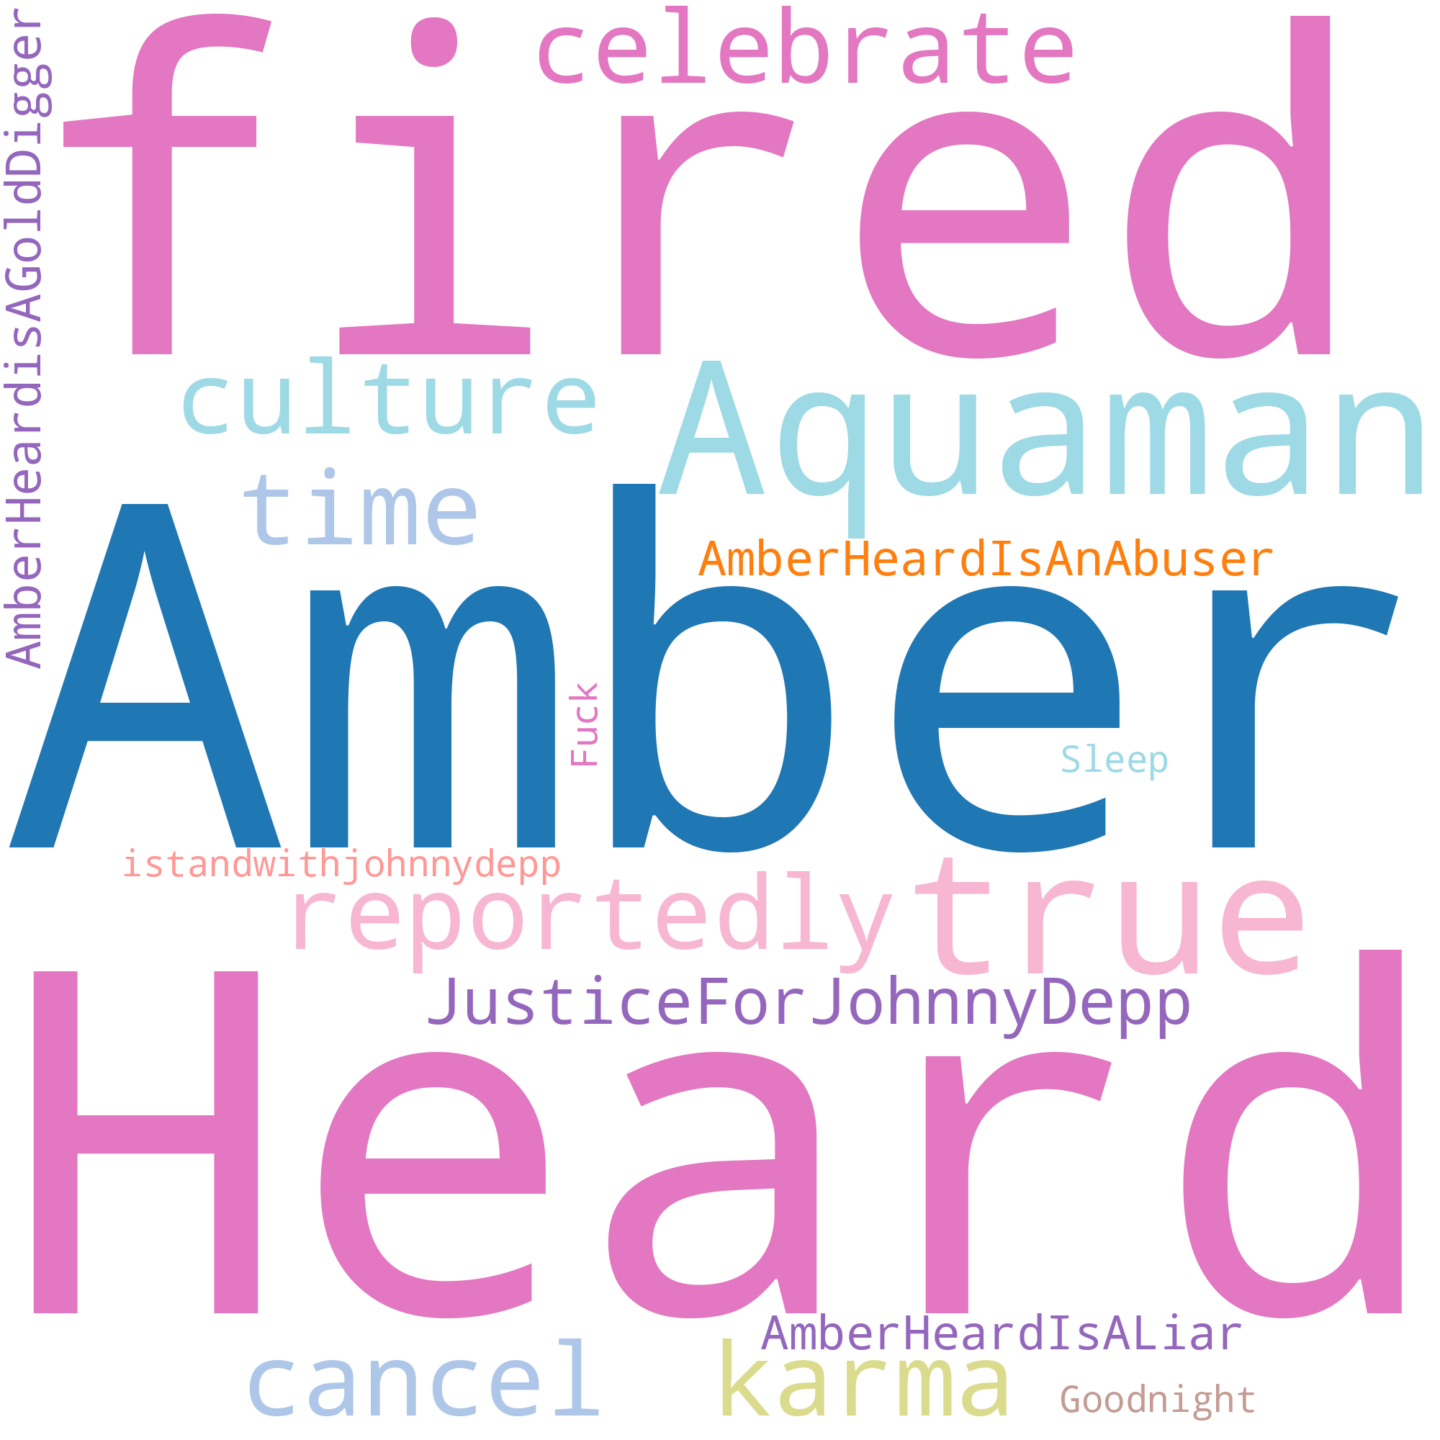 AmberHeardisAGoldDigger
celebrate
fired
culture
Aquaman
time
AmberHeardIsAnAbuser
Amber
Fuck
Sleep
istandwithjohnnydepp
reportedly
true
JusticeForJohnnyDepp
Heard
AmberHeardIsALiar
cancel
karma
Goodnight